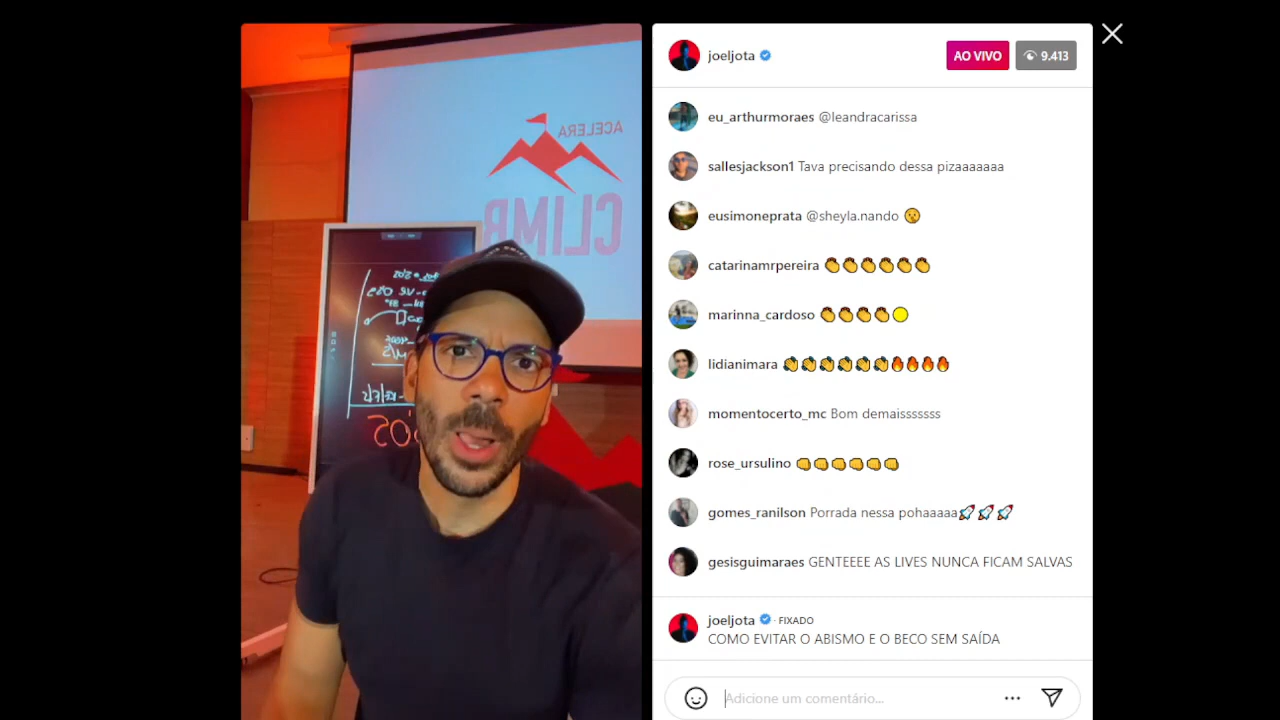 joeljota
AO VIVO
9.413
eu_arthurmoraes @leandracarissa
sallesjackson1 Tava precisando dessa pizaaaaaaa
eusimoneprata @sheyla.nando 😯
catarinamrpereira 👏👏👏👏👏👏
marinna_cardoso 👏👏👏👏🟡
lidianimara 👏👏👏👏👏👏🔥🔥🔥🔥
momentocerto_mc Bom demaisssssss
rose_ursulino 👊👊👊👊👊👊
gomes_ranilson Porrada nessa pohaaaaa🚀🚀🚀
gesisguimaraes GENTEEEE AS LIVES NUNCA FICAM SALVAS
joeljota · FIXADO
COMO EVITAR O ABISMO E O BECO SEM SAÍDA
Adicione um comentário...
ACELERA
CLIMB